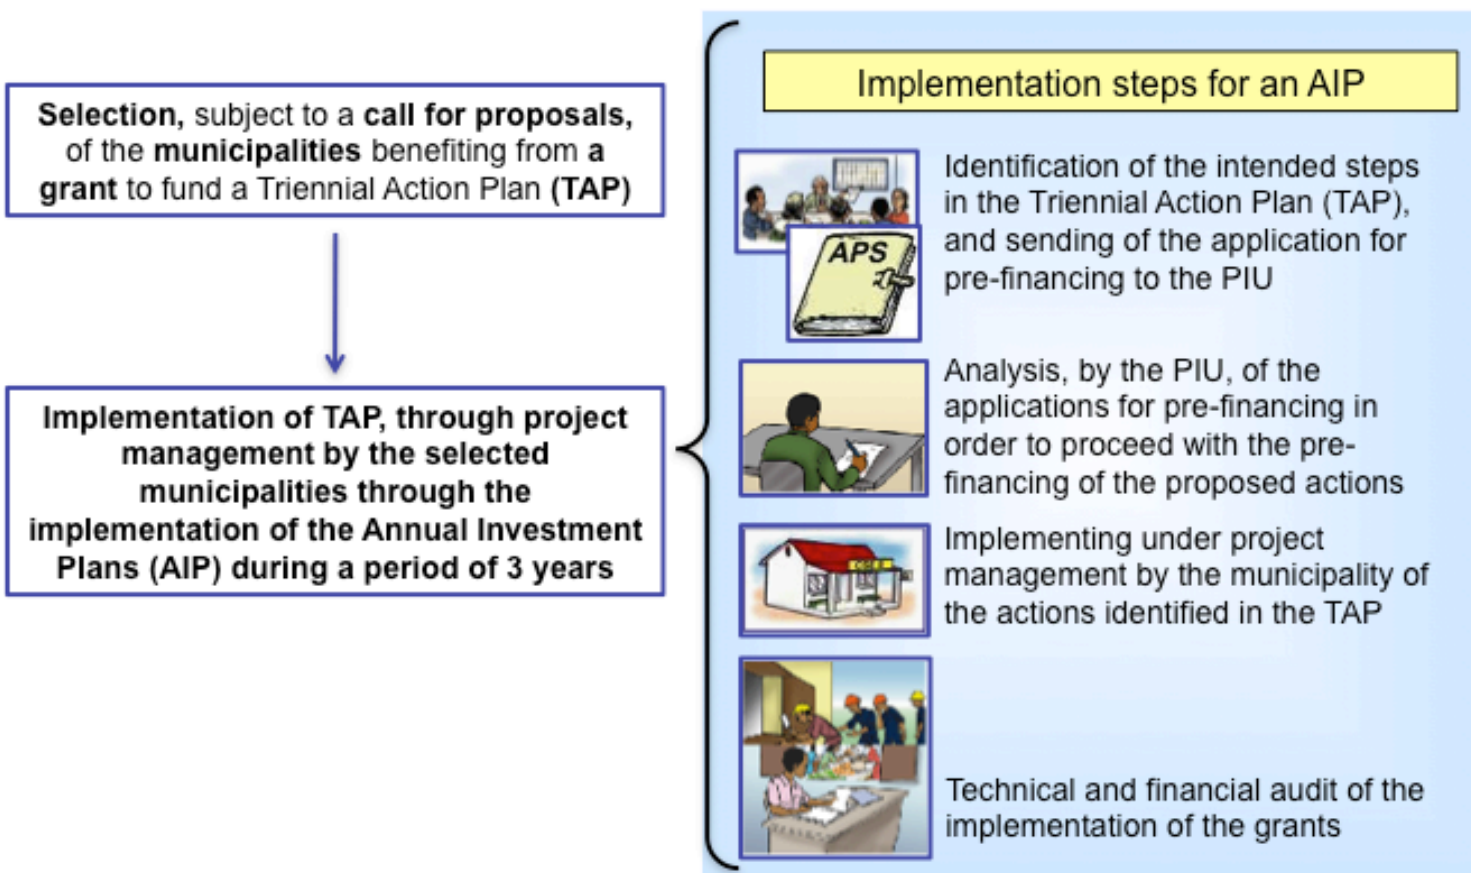 Selection, subject to a call for proposals,
of the municipalities benefiting from a
grant to fund a Triennial Action Plan (TAP)
Implementation of TAP, through project
management by the selected
municipalities through the
implementation of the Annual Investment
Plans (AIP) during a period of 3 years
Implementation steps for an AIP
APS
Identification of the intended steps
in the Triennial Action Plan (TAP),
and sending of the application for
pre-financing to the PIU
Analysis, by the PIU, of the
applications for pre-financing in
order to proceed with the pre-
financing of the proposed actions
Implementing under project
management by the municipality of
the actions identified in the TAP
Technical and financial audit of the
implementation of the grants